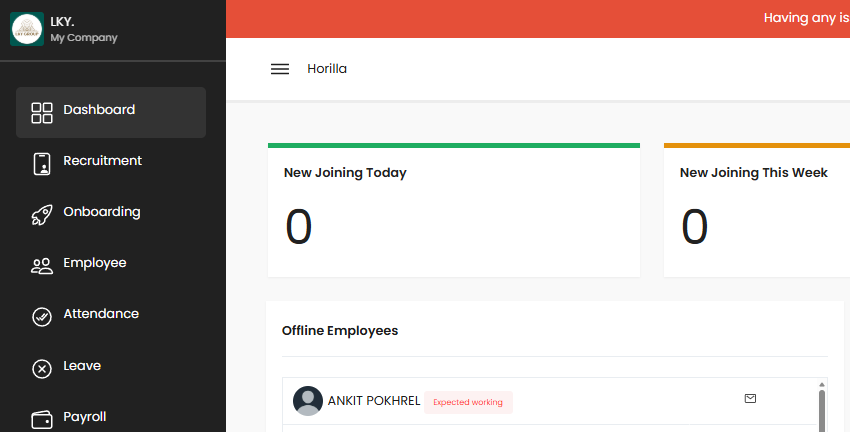 LKY.
My Company
Having any is
Horilla
Dashboard
Recruitment
Onboarding
Employee
Attendance
Leave
Payroll
New Joining Today
0
New Joining This Week
0
Offline Employees
ANKIT POKHREL Expected working